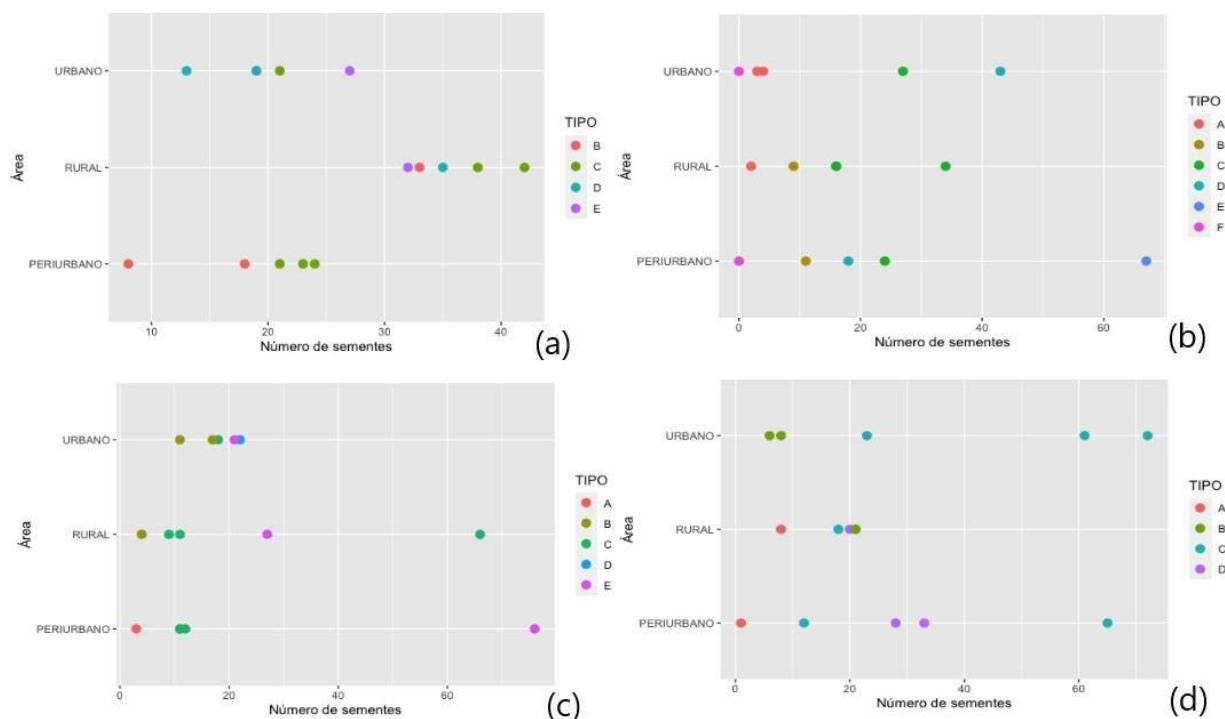 URBANO
RURAL
PERIURBANO
Área
10 20 30 40
Número de sementes
TIPO
B
C
D
E
(a)
URBANO
RURAL
PERIURBANO
Área
0 20 40 60
Número de sementes
TIPO
A
B
C
D
E
F
(b)
URBANO
RURAL
PERIURBANO
Área
0 20 40 60
Número de sementes
TIPO
A
B
C
D
E
(c)
URBANO
RURAL
PERIURBANO
Área
0 20 40 60
Número de sementes
TIPO
A
B
C
D
(d)